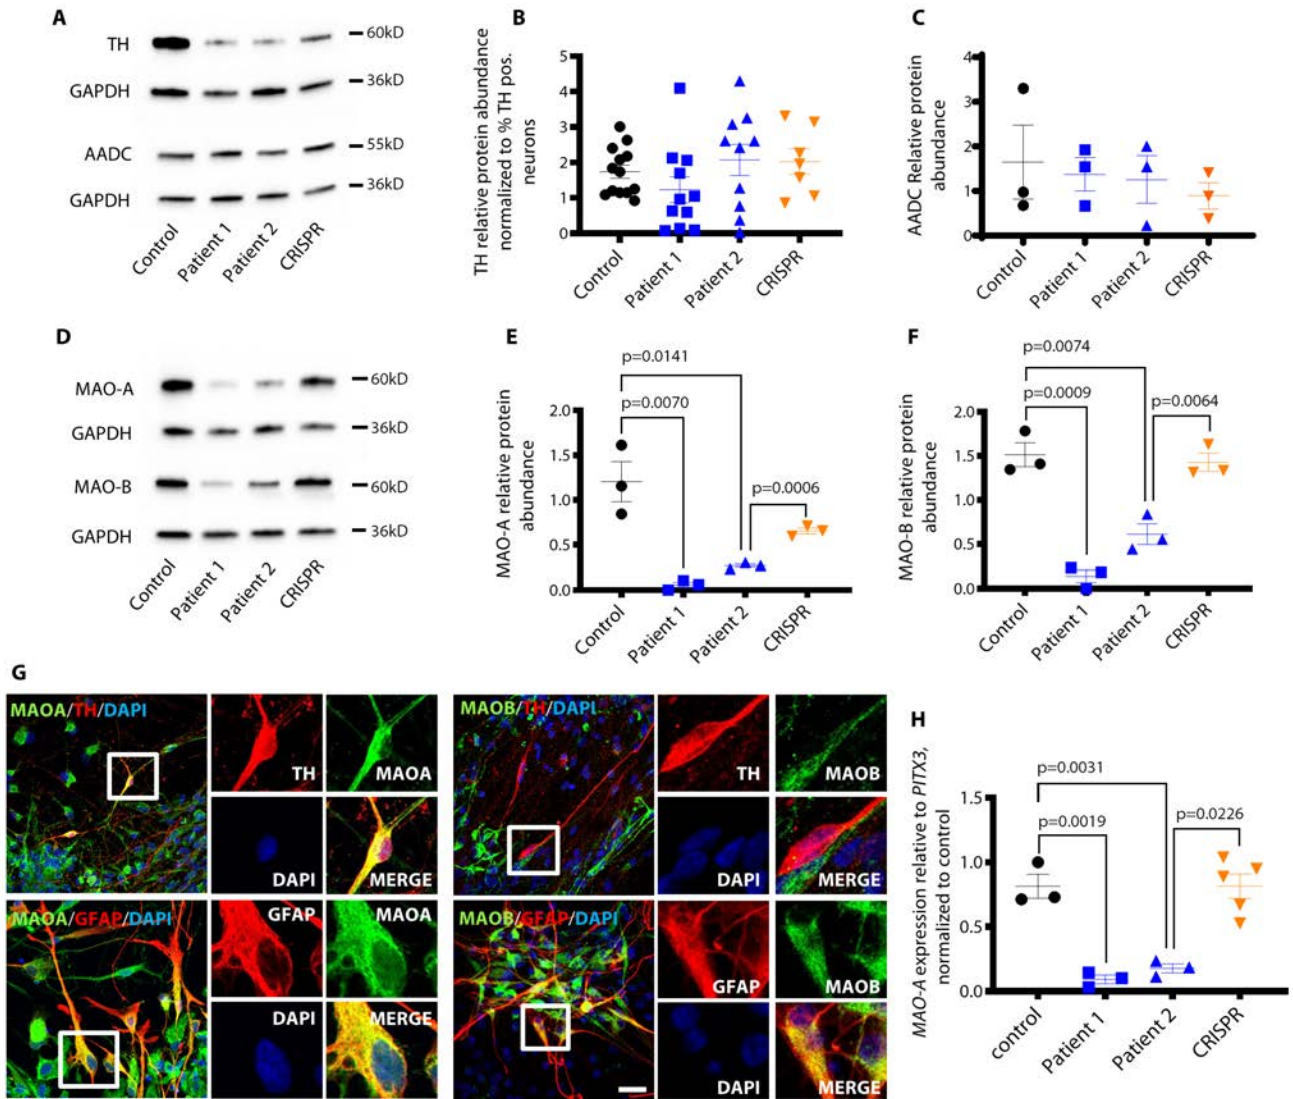 A
TH
60kD
GAPDH
36kD
AADC
55kD
GAPDH
36kD
Control
Patient 1
Patient 2
CRISPR
B
TH relative protein abundance
normalized to % TH pos.
neurons
5
4
3
2
1
0
Control
Patient 1
Patient 2
CRISPR
C
AADC Relative protein
abundance
4
3
2
1
0
Control
Patient 1
Patient 2
CRISPR
D
MAO-A
60kD
GAPDH
36kD
MAO-B
60kD
GAPDH
36kD
Control
Patient 1
Patient 2
CRISPR
E
p=0.0141
p=0.0070
p=0.0006
MAO-A relative protein
abundance
2.0
1.5
1.0
0.5
0.0
Control
Patient 1
Patient 2
CRISPR
F
p=0.0074
p=0.0009
p=0.0064
MAO-B relative protein
abundance
2.0
1.5
1.0
0.5
0.0
Control
Patient 1
Patient 2
CRISPR
G
MAOA/TH/DAPI
TH
MAOA
DAPI
MERGE
MAOB/TH/DAPI
TH
MAOB
DAPI
MERGE
MAOA/GFAP/DAPI
GFAP
MAOA
DAPI
MERGE
MAOB/GFAP/DAPI
GFAP
MAOB
DAPI
MERGE
H
p=0.0031
p=0.0019
p=0.0226
MAO-A expression relative to PITX3,
normalized to control
1.5
1.0
0.5
0.0
control
Patient 1
Patient 2
CRISPR